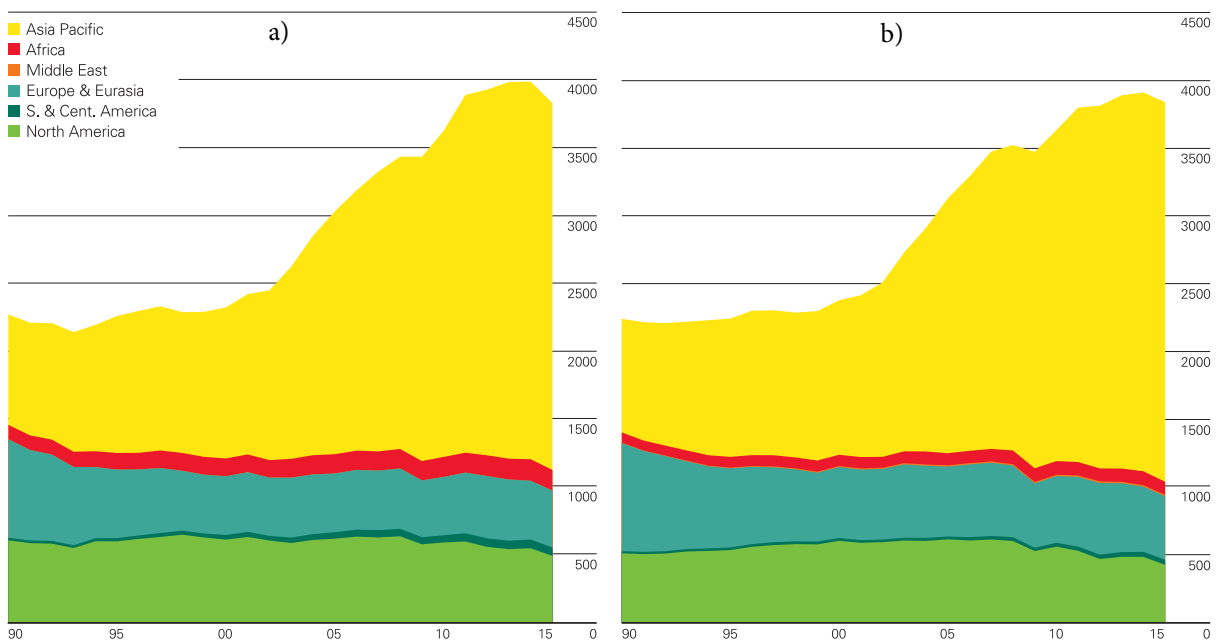 a)
Asia Pacific
Africa
Middle East
Europe & Eurasia
S. & Cent. America
North America
4500
4000
3500
3000
2500
2000
1500
1000
500
90 95 00 05 10 15 0
b)
4500
4000
3500
3000
2500
2000
1500
1000
500
90 95 00 05 10 15 0